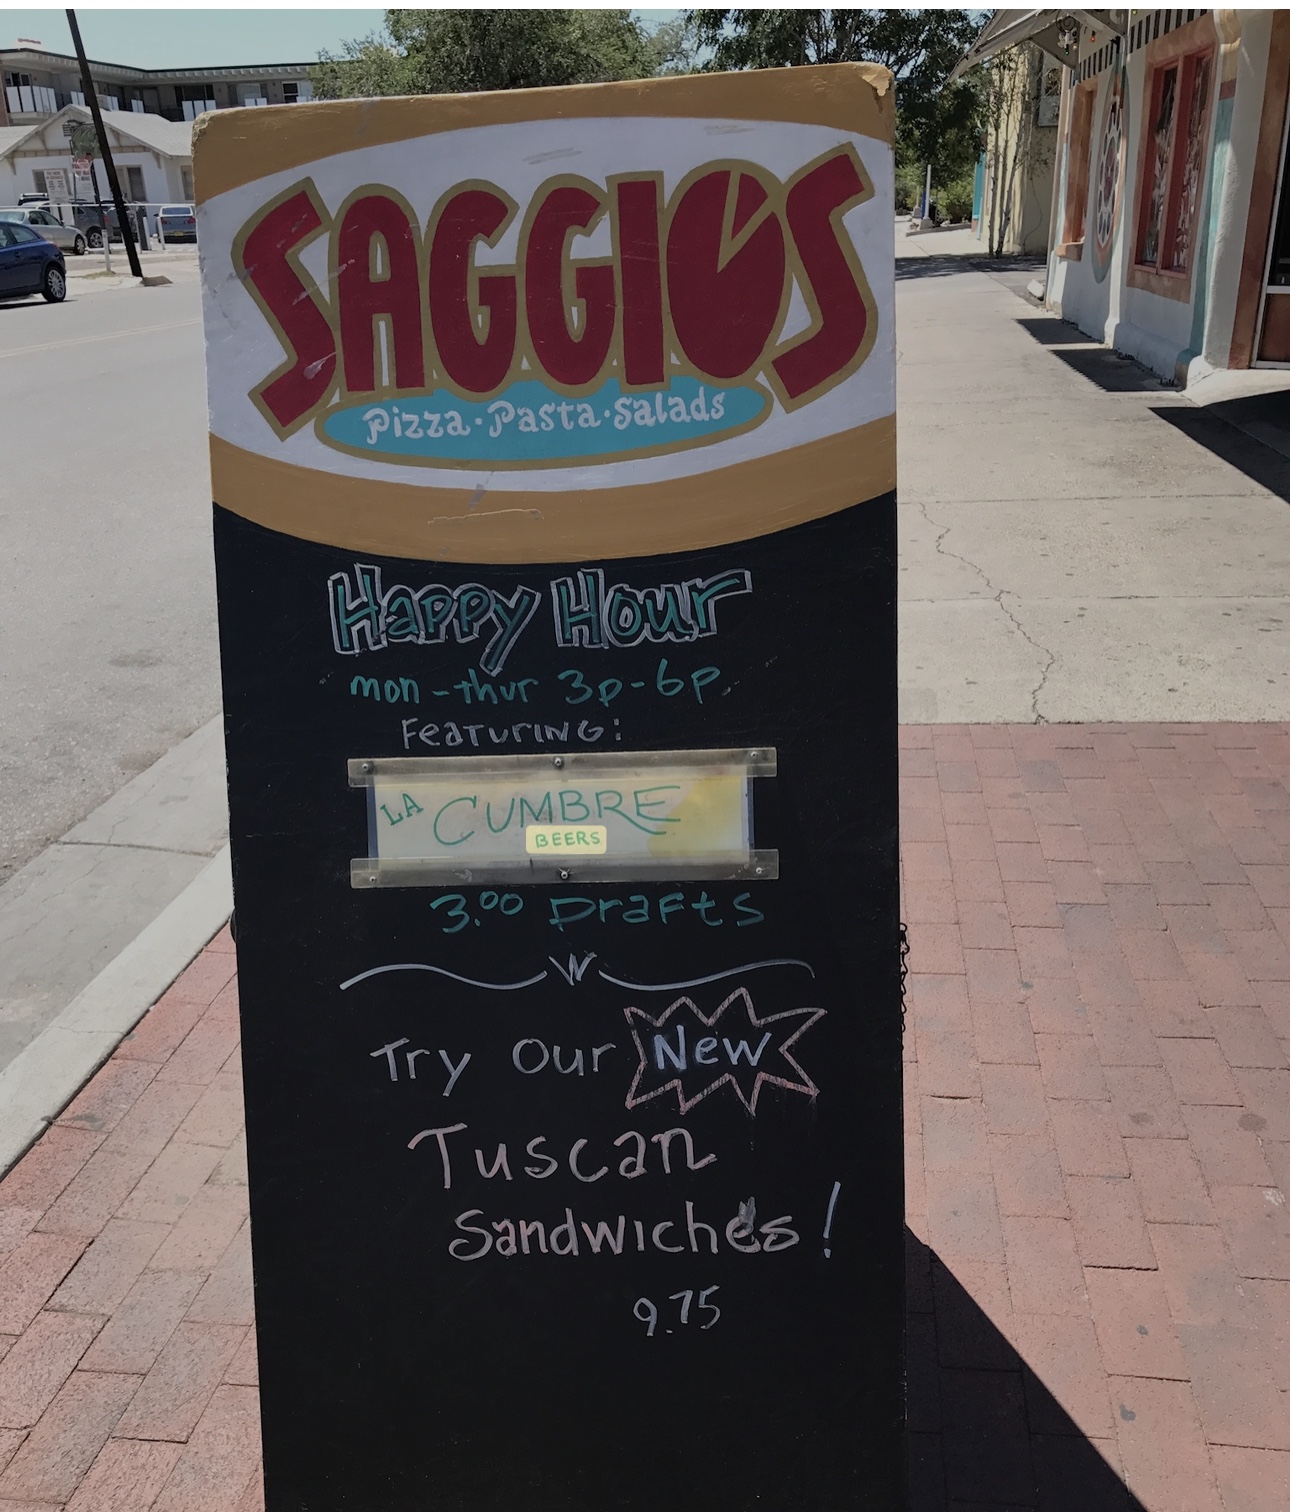 SAGGIOS
Pizza · Pasta · Salads
Happy Hour
mon-thur 3p-6p
FeaTURING:
LA CUMBRE
BEERS
3.00 Drafts
Try Our New
Tuscan
Sandwiches!
9.75